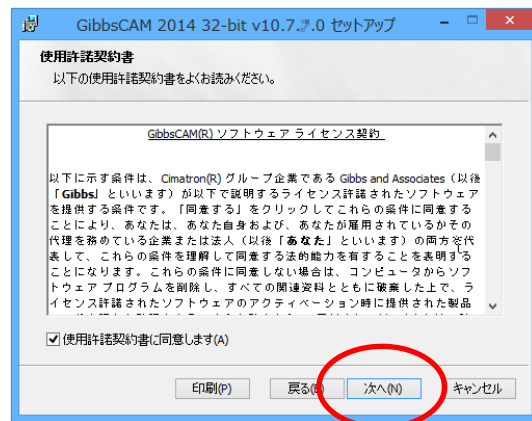 GibbsCAM 2014 32-bit v10.7.7.0 セットアップ
使用許諾契約書
以下の使用許諾契約書をよくお読みください。
GibbsCAM(R) ソフトウェア ライセンス契約
以下に示す条件は、Cimatron(R) グループ企業である Gibbs and Associates（以後
「Gibbs」といいます）が以下で説明するライセンス許諾されたソフトウェア
を提供する条件です。「同意する」をクリックしてこれらの条件に同意する
ことにより、あなたは、あなた自身および、あなたが雇用されているかその
代理を務めている企業または法人（以後「あなた」といいます）の両方を代
表して、これらの条件を理解して同意する法的能力を有することを表明する
ことになります。これらの条件に同意しない場合は、コンピュータからソフ
トウェア プログラムを削除し、すべての関連資料とともに破棄した上で、ラ
イセンス許諾されたソフトウェアのアクティベーション時に提供された製品
使用許諾契約書に同意します(A)
印刷(P)
戻る(B)
次へ(N)
キャンセル